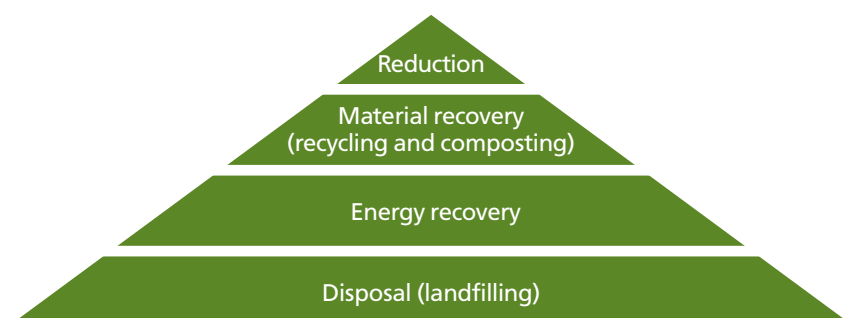 Reduction
Material recovery
(recycling and composting)
Energy recovery
Disposal (landfilling)